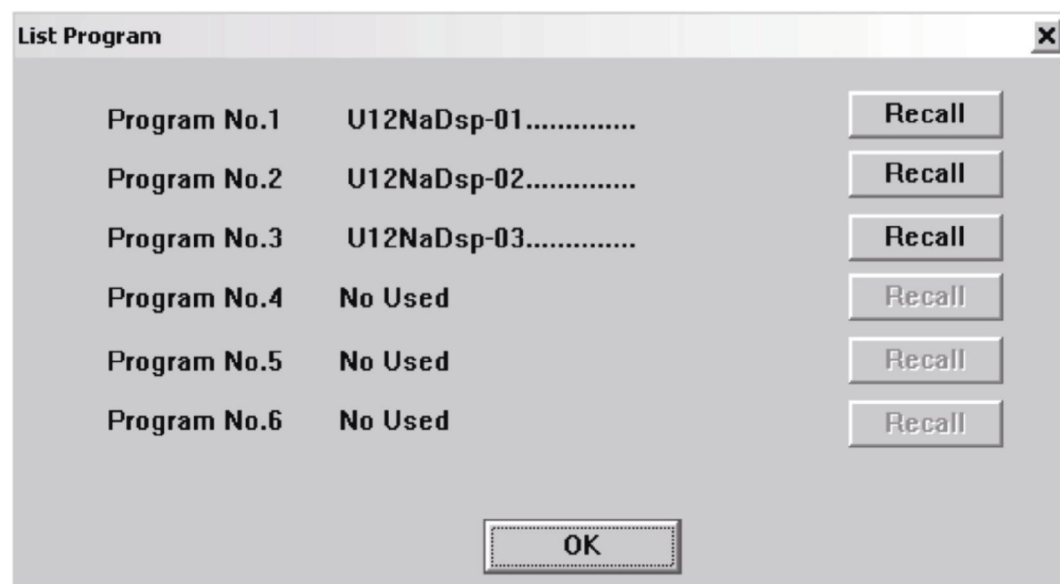 List Program
Program No.1 U12NaDsp-01.............. Recall
Program No.2 U12NaDsp-02.............. Recall
Program No.3 U12NaDsp-03.............. Recall
Program No.4 No Used Recall
Program No.5 No Used Recall
Program No.6 No Used Recall
OK